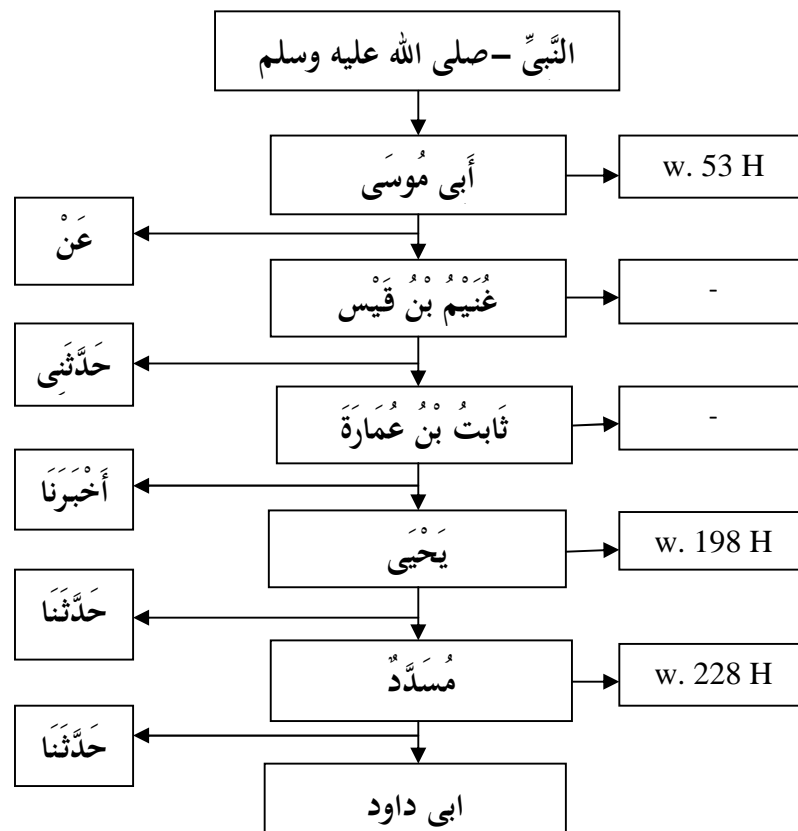 النَّبِىِّ –صلى الله عليه وسلم
أَبِى مُوسَى
w. 53 H
عَنْ
غُنَيْمُ بْنُ قَيْس
-
حَدَّثَنِى
ثَابتُ بْنُ عُمَارَةَ
-
أَخْبَرَنَا
يَحْيَى
w. 198 H
حَدَّثَنَا
مُسَدَّدٌ
w. 228 H
حَدَّثَنَا
ابى داود